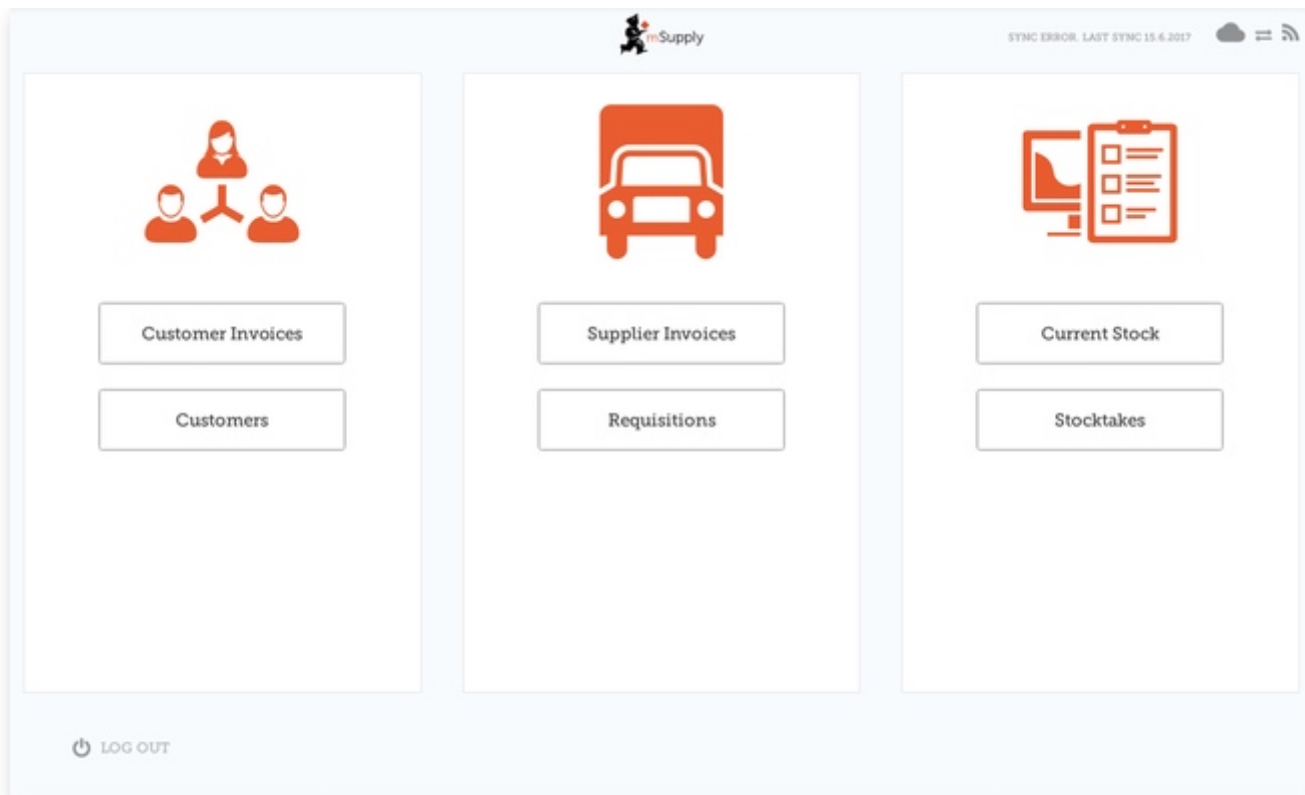 mSupply
SYNC ERROR. LAST SYNC 15.6.2017
Customer Invoices
Customers
Supplier Invoices
Requisitions
Current Stock
Stocktakes
LOG OUT